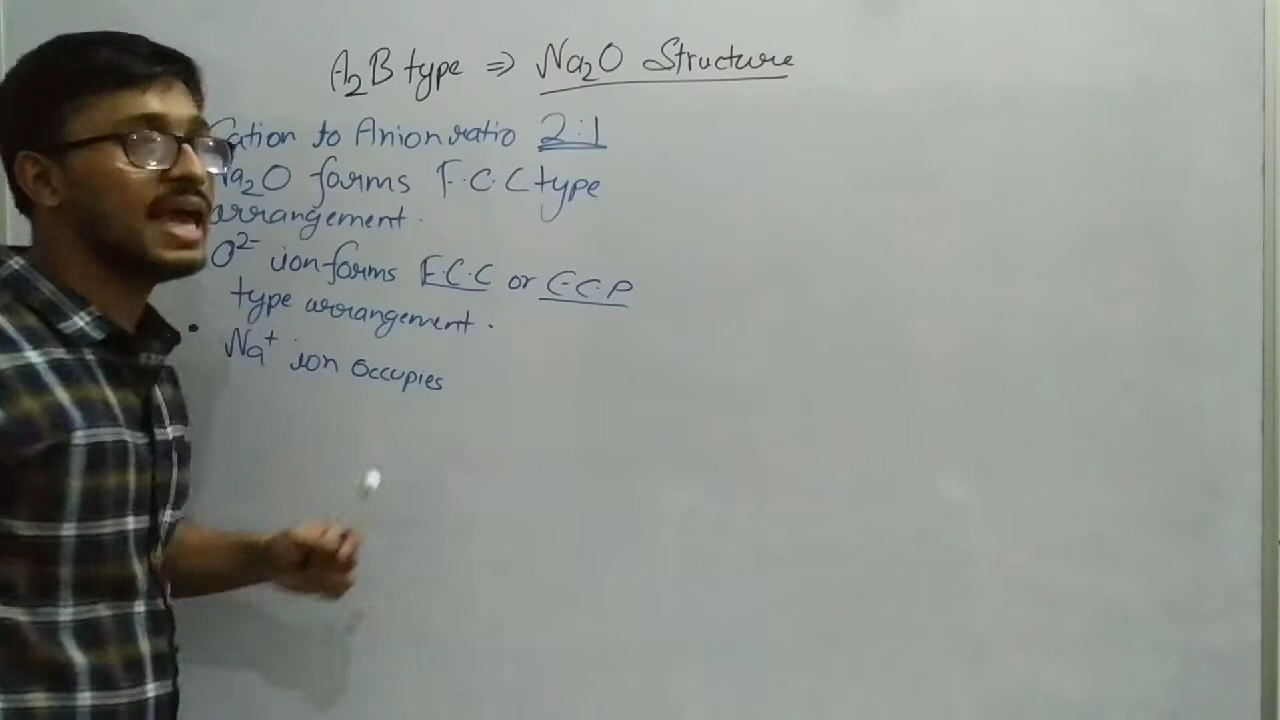 A₂B type ⇒ Na₂O Structure
Cation to Anion ratio 2:1
Na₂O forms F.C.C type
arrangement.
O²⁻ ion forms F.C.C or C.C.P
type arrangement.
• Na⁺ ion occupies